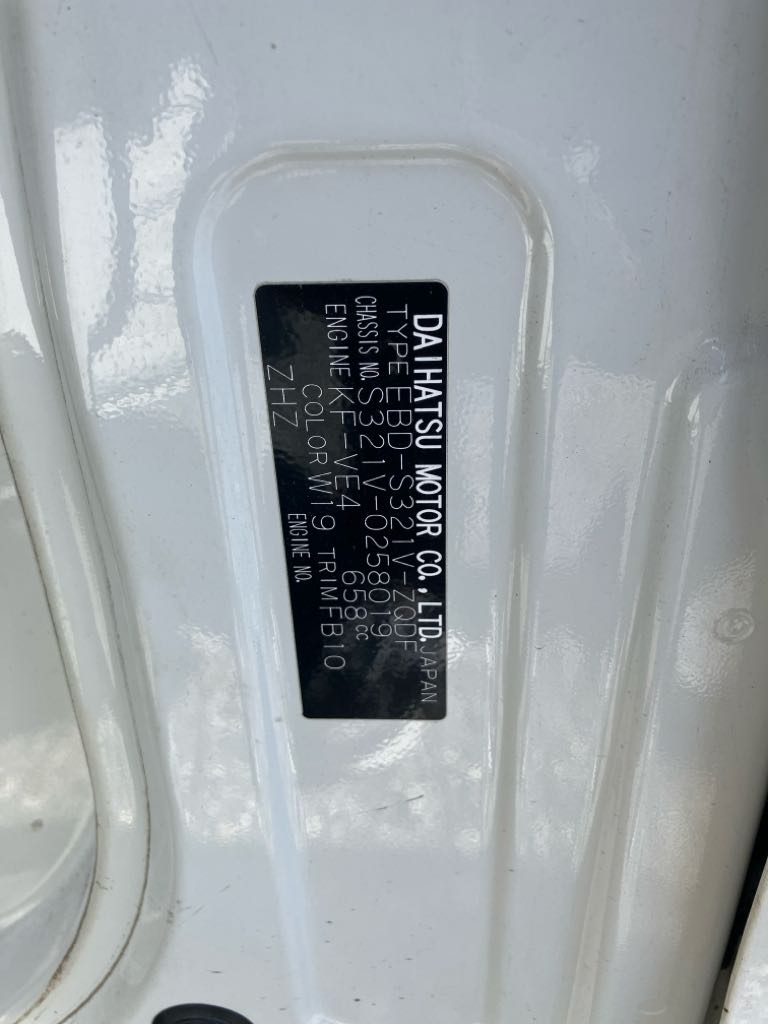 DAIHATSU MOTOR CO., LTD. JAPAN
TYPE EBD-S321V-ZQDF
CHASSIS NO. S321V-0258019
ENGINE KF-VE4 658cc
COLOR W19 TRIM FB10
ZHZ ENGINE NO.